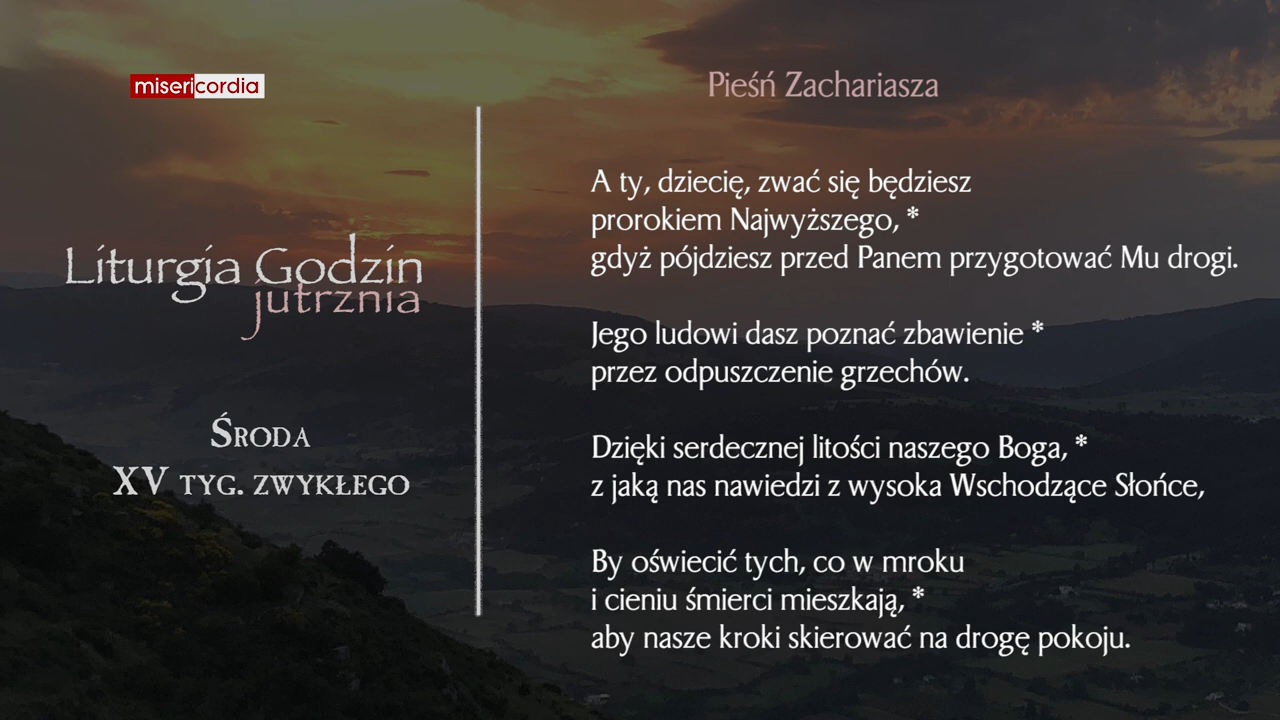 misericordia
Liturgia Godzin
jutrznia
Środa
XV tyg. zwykłego
Pieśń Zachariasza
A ty, dziecię, zwać się będziesz
prorokiem Najwyższego, *
gdyż pójdziesz przed Panem przygotować Mu drogi.
Jego ludowi dasz poznać zbawienie *
przez odpuszczenie grzechów.
Dzięki serdecznej litości naszego Boga, *
z jaką nas nawiedzi z wysoka Wschodzące Słońce,
By oświecić tych, co w mroku
i cieniu śmierci mieszkają, *
aby nasze kroki skierować na drogę pokoju.